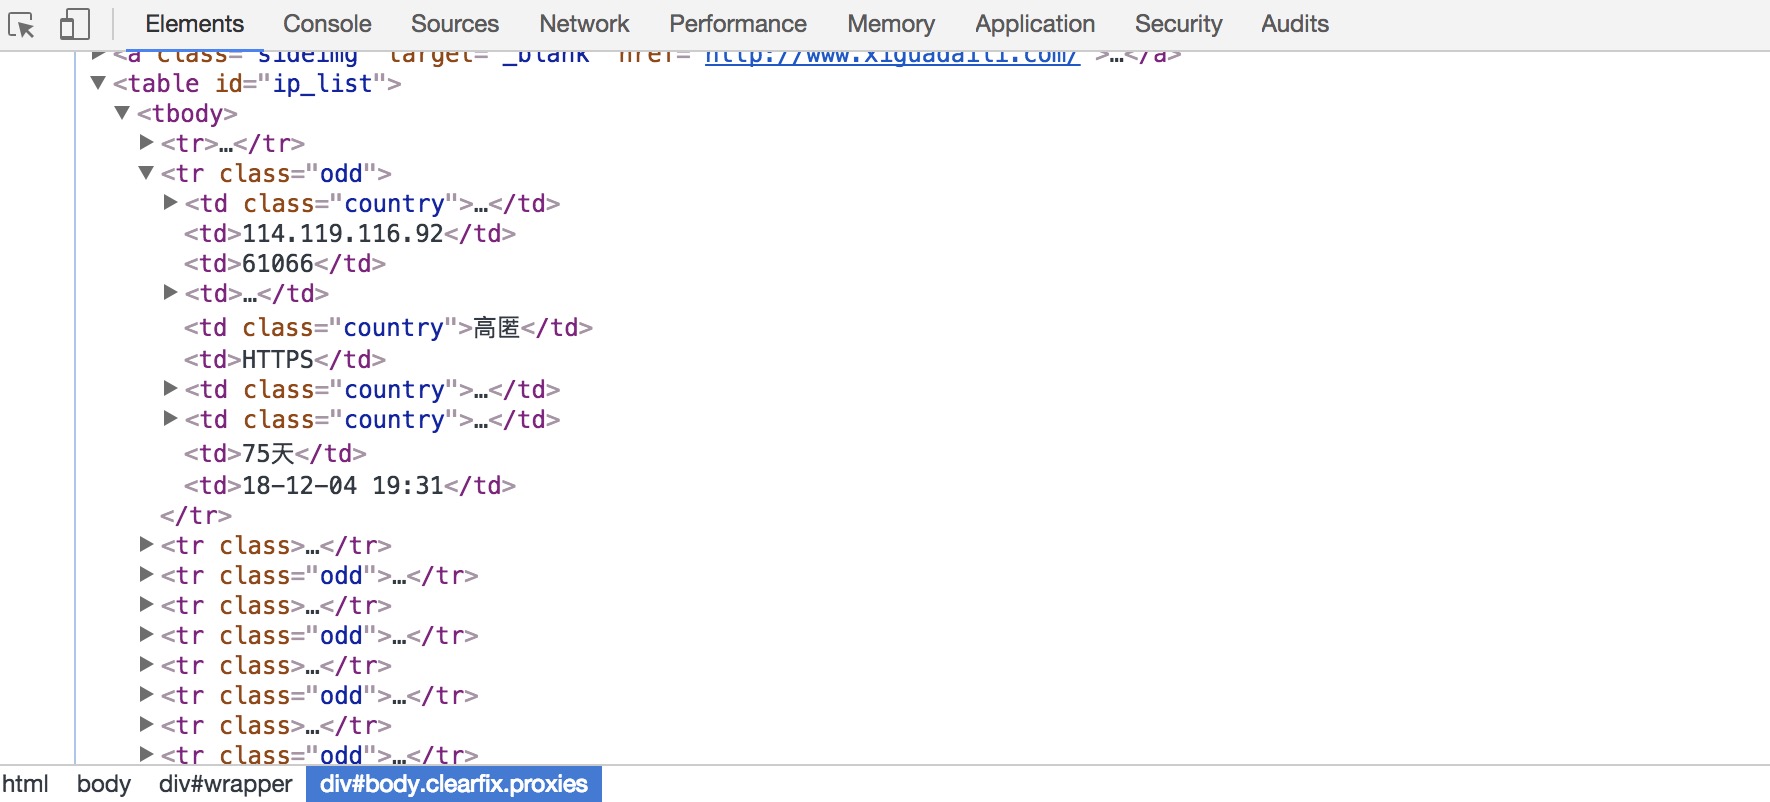 Elements Console Sources Network Performance Memory Application Security Audits
<a class="sideimg" target="_blank" href="http://www.xiguadaili.com/">…</a>
<table id="ip_list">
<tbody>
<tr>…</tr>
<tr class="odd">
<td class="country">…</td>
<td>114.119.116.92</td>
<td>61066</td>
<td>…</td>
<td class="country">高匿</td>
<td>HTTPS</td>
<td class="country">…</td>
<td class="country">…</td>
<td>75天</td>
<td>18-12-04 19:31</td>
</tr>
<tr class>…</tr>
<tr class="odd">…</tr>
<tr class>…</tr>
<tr class="odd">…</tr>
<tr class>…</tr>
<tr class="odd">…</tr>
<tr class>…</tr>
<tr class="odd">…</tr>
html body div#wrapper div#body.clearfix.proxies